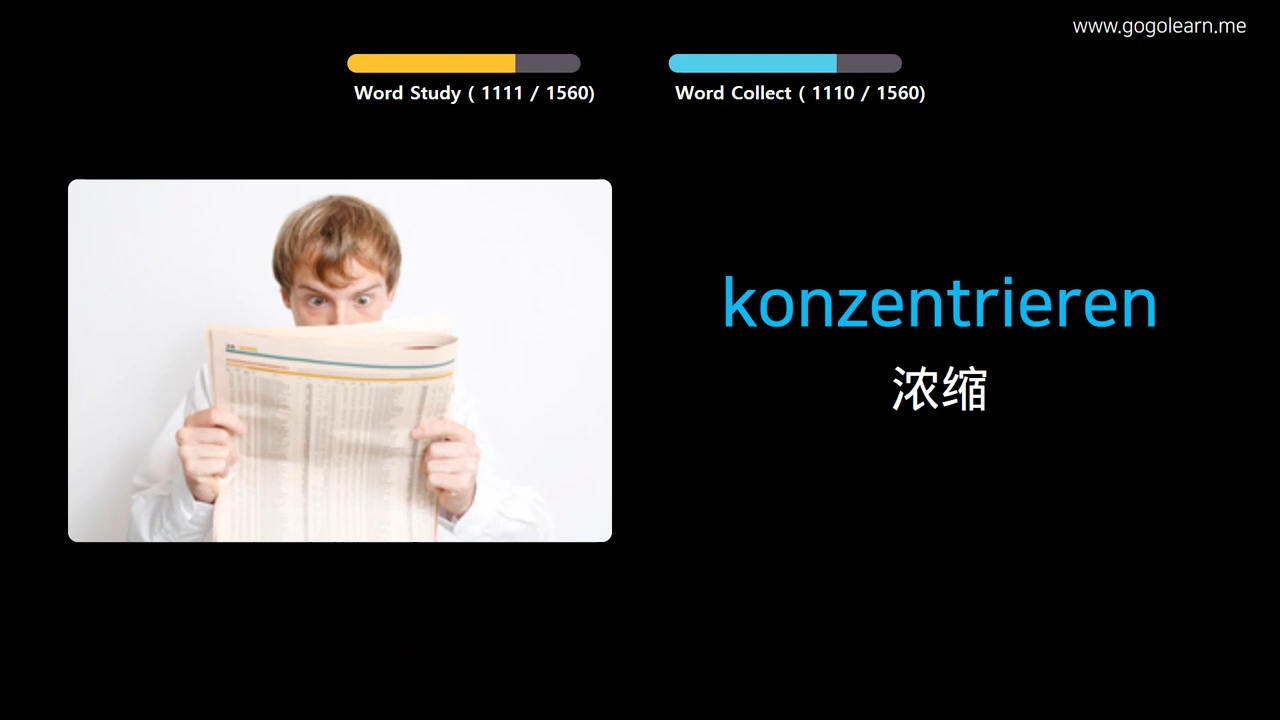 www.gogolearn.me
Word Study ( 1111 / 1560)
Word Collect ( 1110 / 1560)
konzentrieren
浓缩